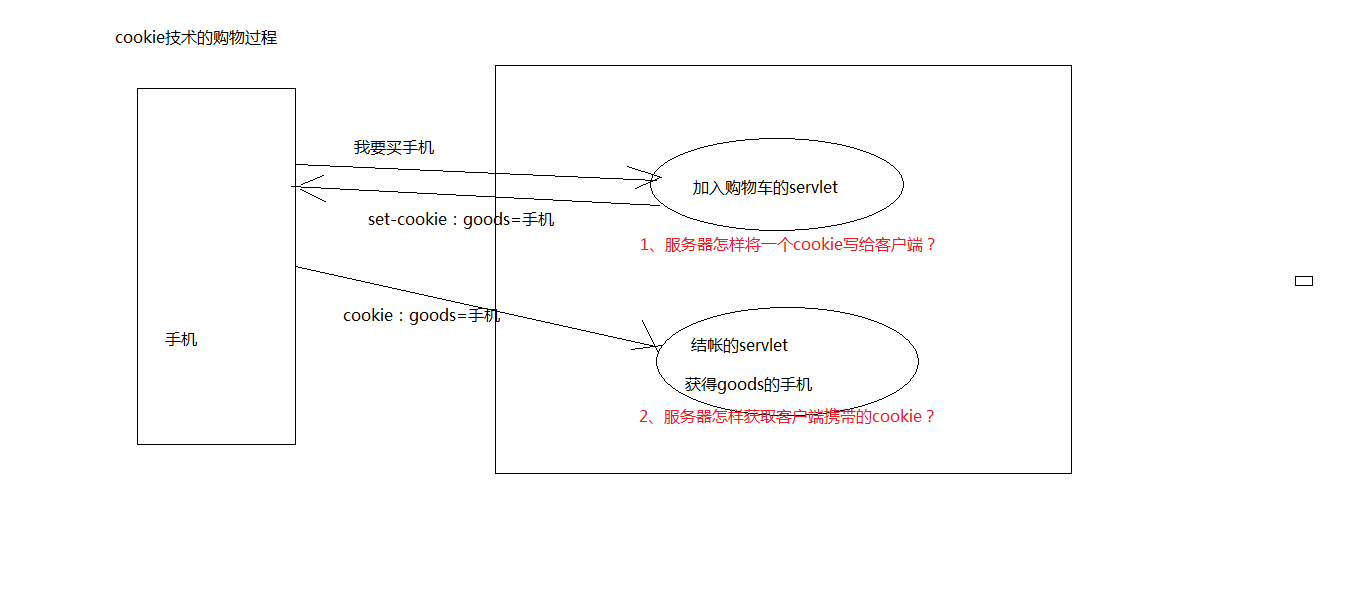 cookie技术的购物过程
我要买手机
加入购物车的servlet
set-cookie：goods=手机
1、服务器怎样将一个cookie写给客户端？
cookie：goods=手机
手机
结帐的servlet
获得goods的手机
2、服务器怎样获取客户端携带的cookie？